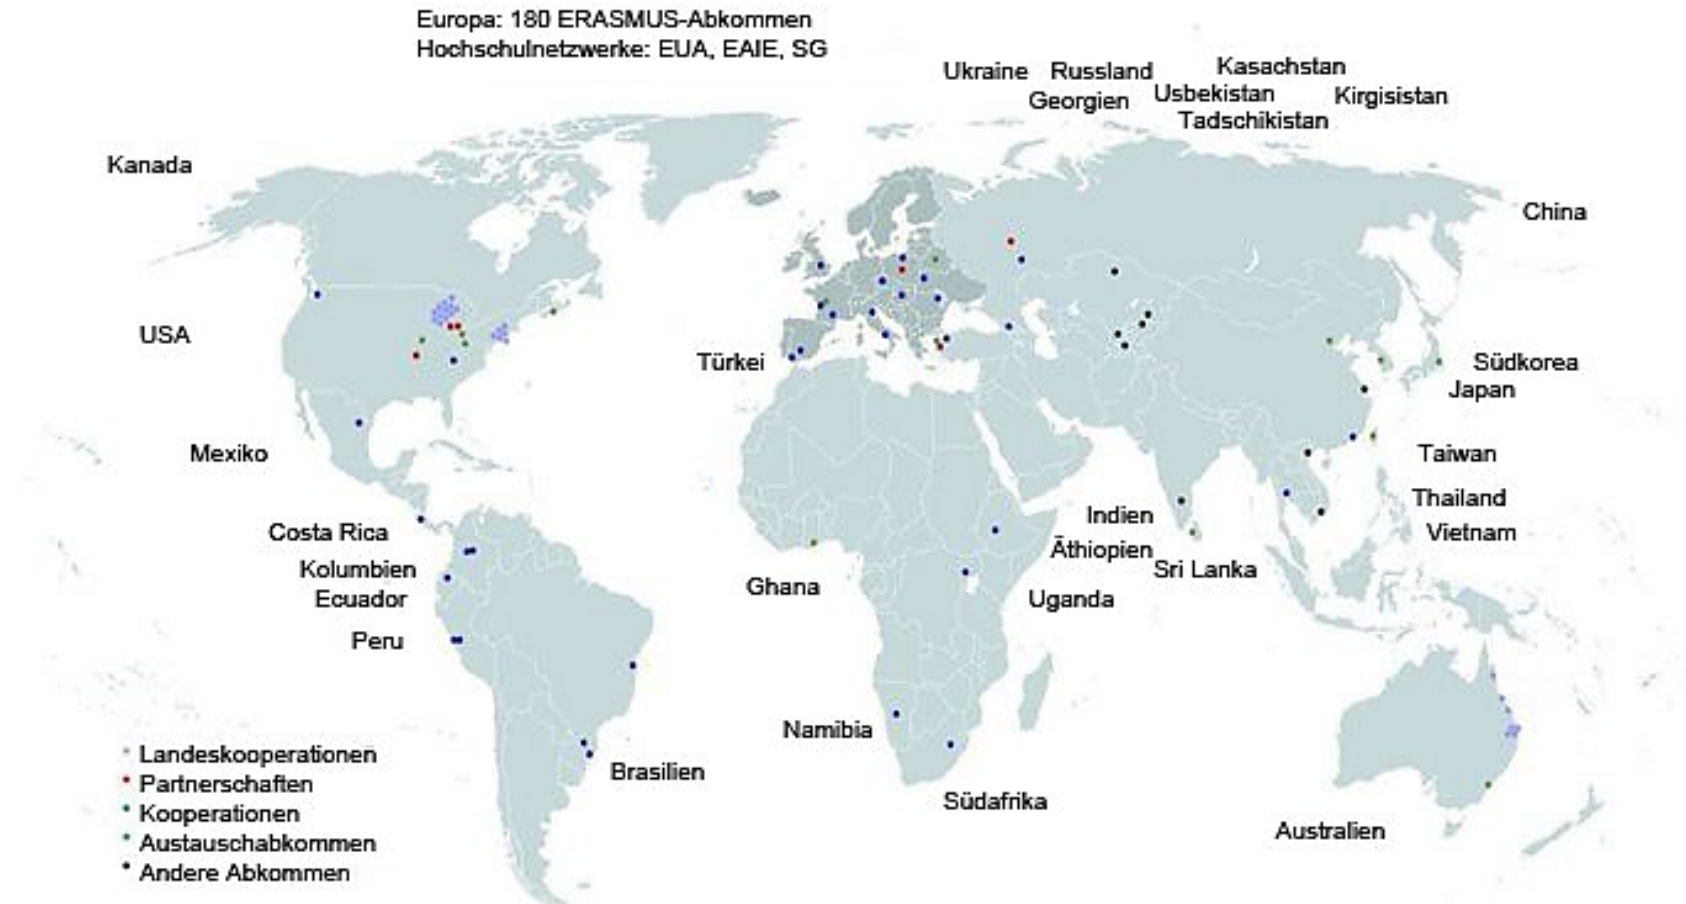 Europa: 180 ERASMUS-Abkommen
Hochschulnetzwerke: EUA, EAIE, SG
Ukraine Russland Kasachstan
Georgien Usbekistan Kirgisistan
Tadschikistan
Kanada
China
USA
Türkei
Südkorea
Japan
Mexiko
Taiwan
Thailand
Indien
Vietnam
Costa Rica
Äthiopien
Kolumbien
Sri Lanka
Ghana
Ecuador
Uganda
Peru
Namibia
Landeskooperationen
Brasilien
Partnerschaften
Südafrika
Kooperationen
Australien
Austauschabkommen
Andere Abkommen